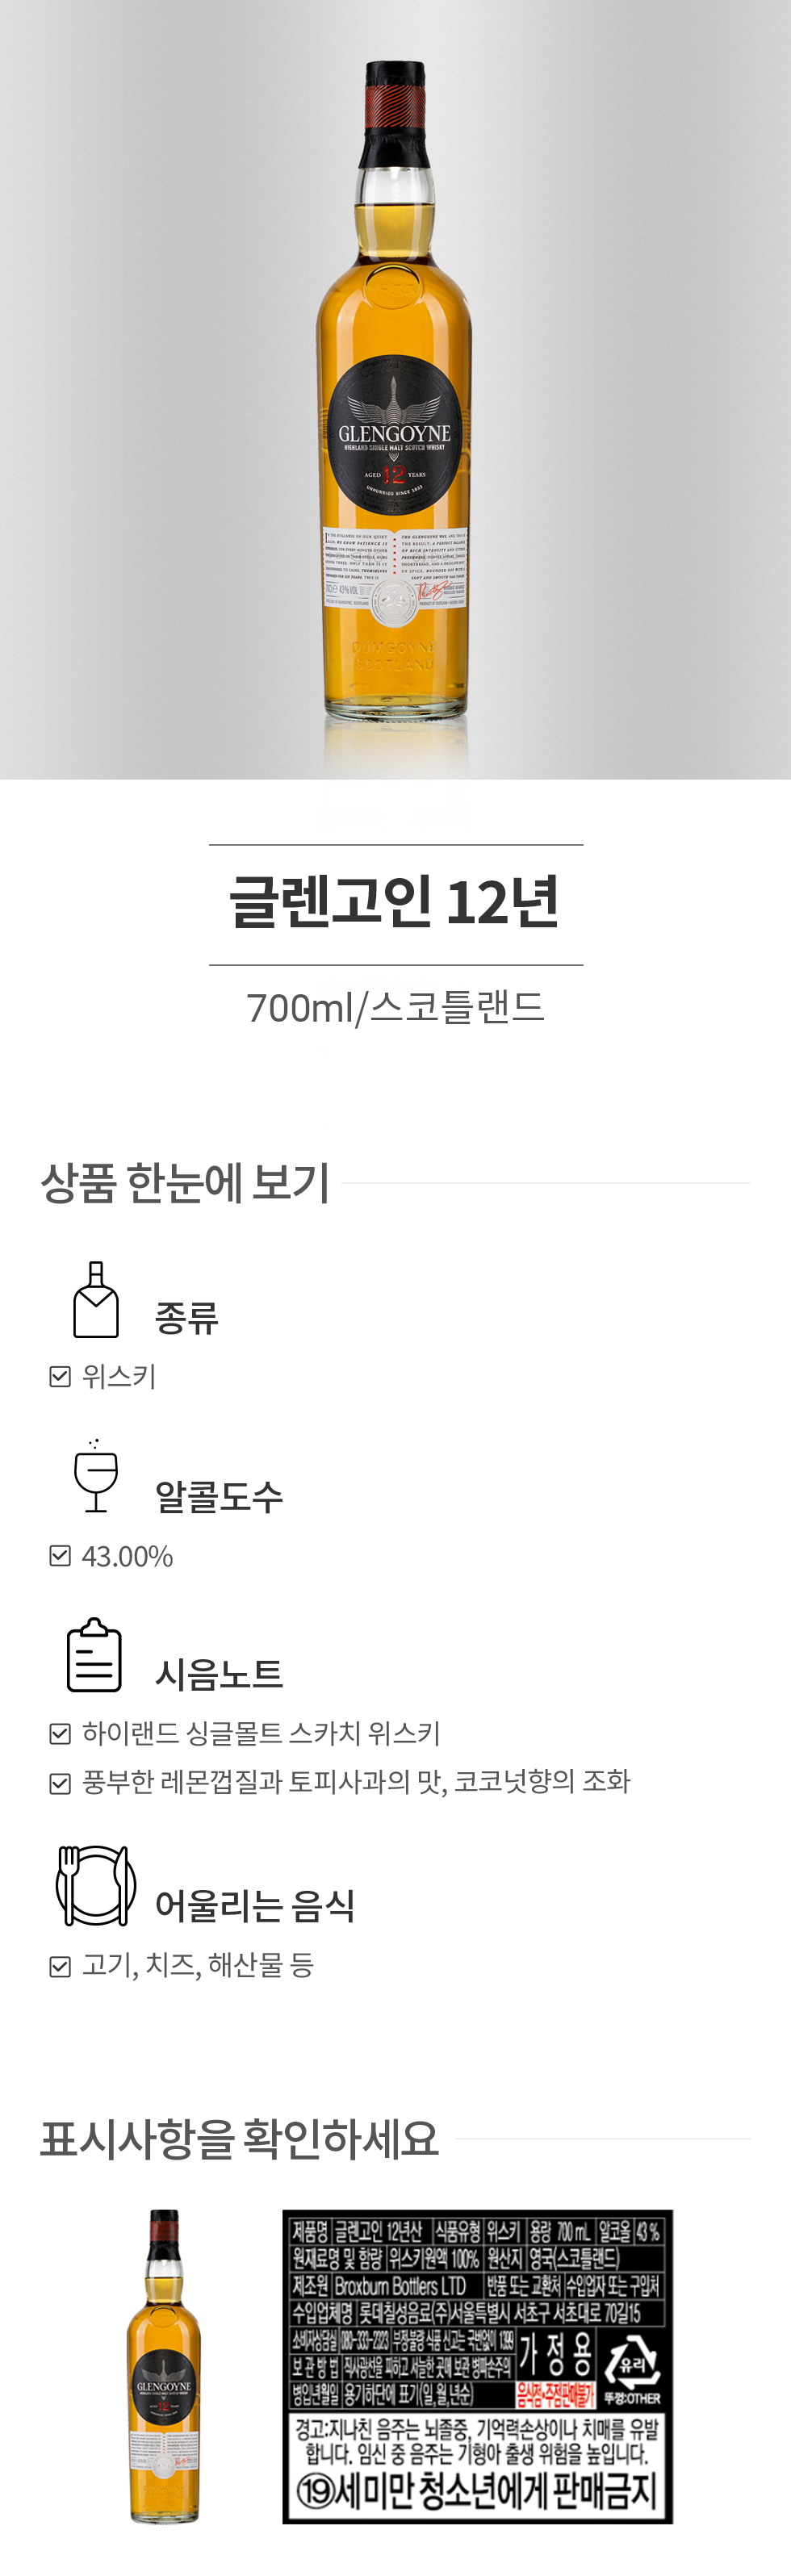 GLENGOYNE
HIGHLAND SINGLE MALT SCOTCH WHISKY
AGED 12 YEARS
UNHURRIED SINCE 1833
43%VOL
DUMGOYNE
SCOTLAND
글렌고인 12년
700ml/스코틀랜드
상품 한눈에 보기
종류
위스키
알콜도수
43.00%
시음노트
하이랜드 싱글몰트 스카치 위스키
풍부한 레몬껍질과 토피사과의 맛, 코코넛향의 조화
어울리는 음식
고기, 치즈, 해산물 등
표시사항을 확인하세요
GLENGOYNE
12
제품명 글렌고인 12년산 식품유형 위스키 용량 700 mL 알코올 43 %
원재료명 및 함량 위스키원액 100% 원산지 영국(스코틀랜드)
제조원 Broxburn Bottlers LTD 반품 또는 교환처 수입업자 또는 구입처
수입업체명 롯데칠성음료(주)서울특별시 서초구 서초대로 70길15
소비자상담실 080-333-2323 부정·불량 식품 신고는 국번없이 1399
보 관 방 법 직사광선을 피하고 서늘한 곳에 보관 병파손주의
병입년월일 용기하단에 표기(일,월,년순)
가 정 용
음식점·주점판매불가
유리
뚜껑:OTHER
경고:지나친 음주는 뇌졸중, 기억력손상이나 치매를 유발
합니다. 임신 중 음주는 기형아 출생 위험을 높입니다.
⑲세 미만 청소년에게 판매금지